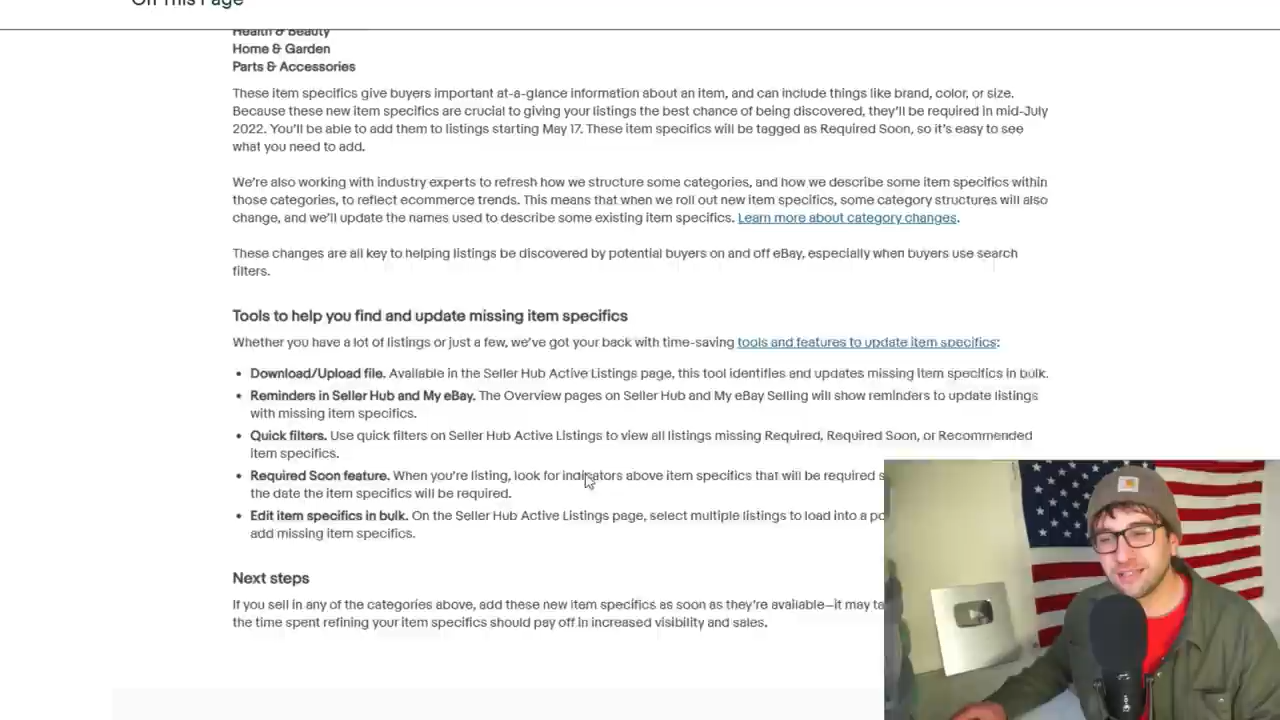 On This Page
Health & Beauty
Home & Garden
Parts & Accessories
These item specifics give buyers important at-a-glance information about an item, and can include things like brand, color, or size.
Because these new item specifics are crucial to giving your listings the best chance of being discovered, they'll be required in mid-July
2022. You'll be able to add them to listings starting May 17. These item specifics will be tagged as Required Soon, so it's easy to see
what you need to add.
We're also working with industry experts to refresh how we structure some categories, and how we describe some item specifics within
those categories, to reflect ecommerce trends. This means that when we roll out new item specifics, some category structures will also
change, and we'll update the names used to describe some existing item specifics. Learn more about category changes.
These changes are all key to helping listings be discovered by potential buyers on and off eBay, especially when buyers use search
filters.
Tools to help you find and update missing item specifics
Whether you have a lot of listings or just a few, we've got your back with time-saving tools and features to update item specifics:
• Download/Upload file. Available in the Seller Hub Active Listings page, this tool identifies and updates missing item specifics in bulk.
• Reminders in Seller Hub and My eBay. The Overview pages on Seller Hub and My eBay Selling will show reminders to update listings
with missing item specifics.
• Quick filters. Use quick filters on Seller Hub Active Listings to view all listings missing Required, Required Soon, or Recommended
item specifics.
• Required Soon feature. When you're listing, look for indicators above item specifics that will be required
the date the item specifics will be required.
• Edit item specifics in bulk. On the Seller Hub Active Listings page, select multiple listings to load into a
add missing item specifics.
Next steps
If you sell in any of the categories above, add these new item specifics as soon as they're available—it may
the time spent refining your item specifics should pay off in increased visibility and sales.